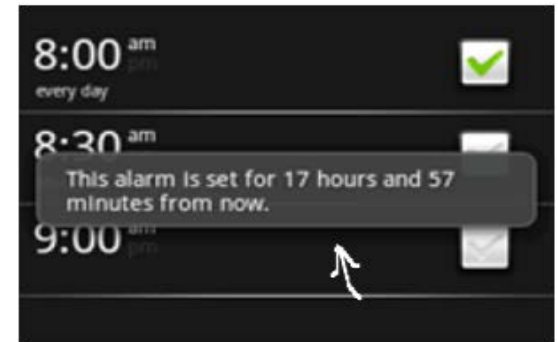 8:00 am
pm
every day
8:30 am
This alarm is set for 17 hours and 57
minutes from now.
9:00 am
pm